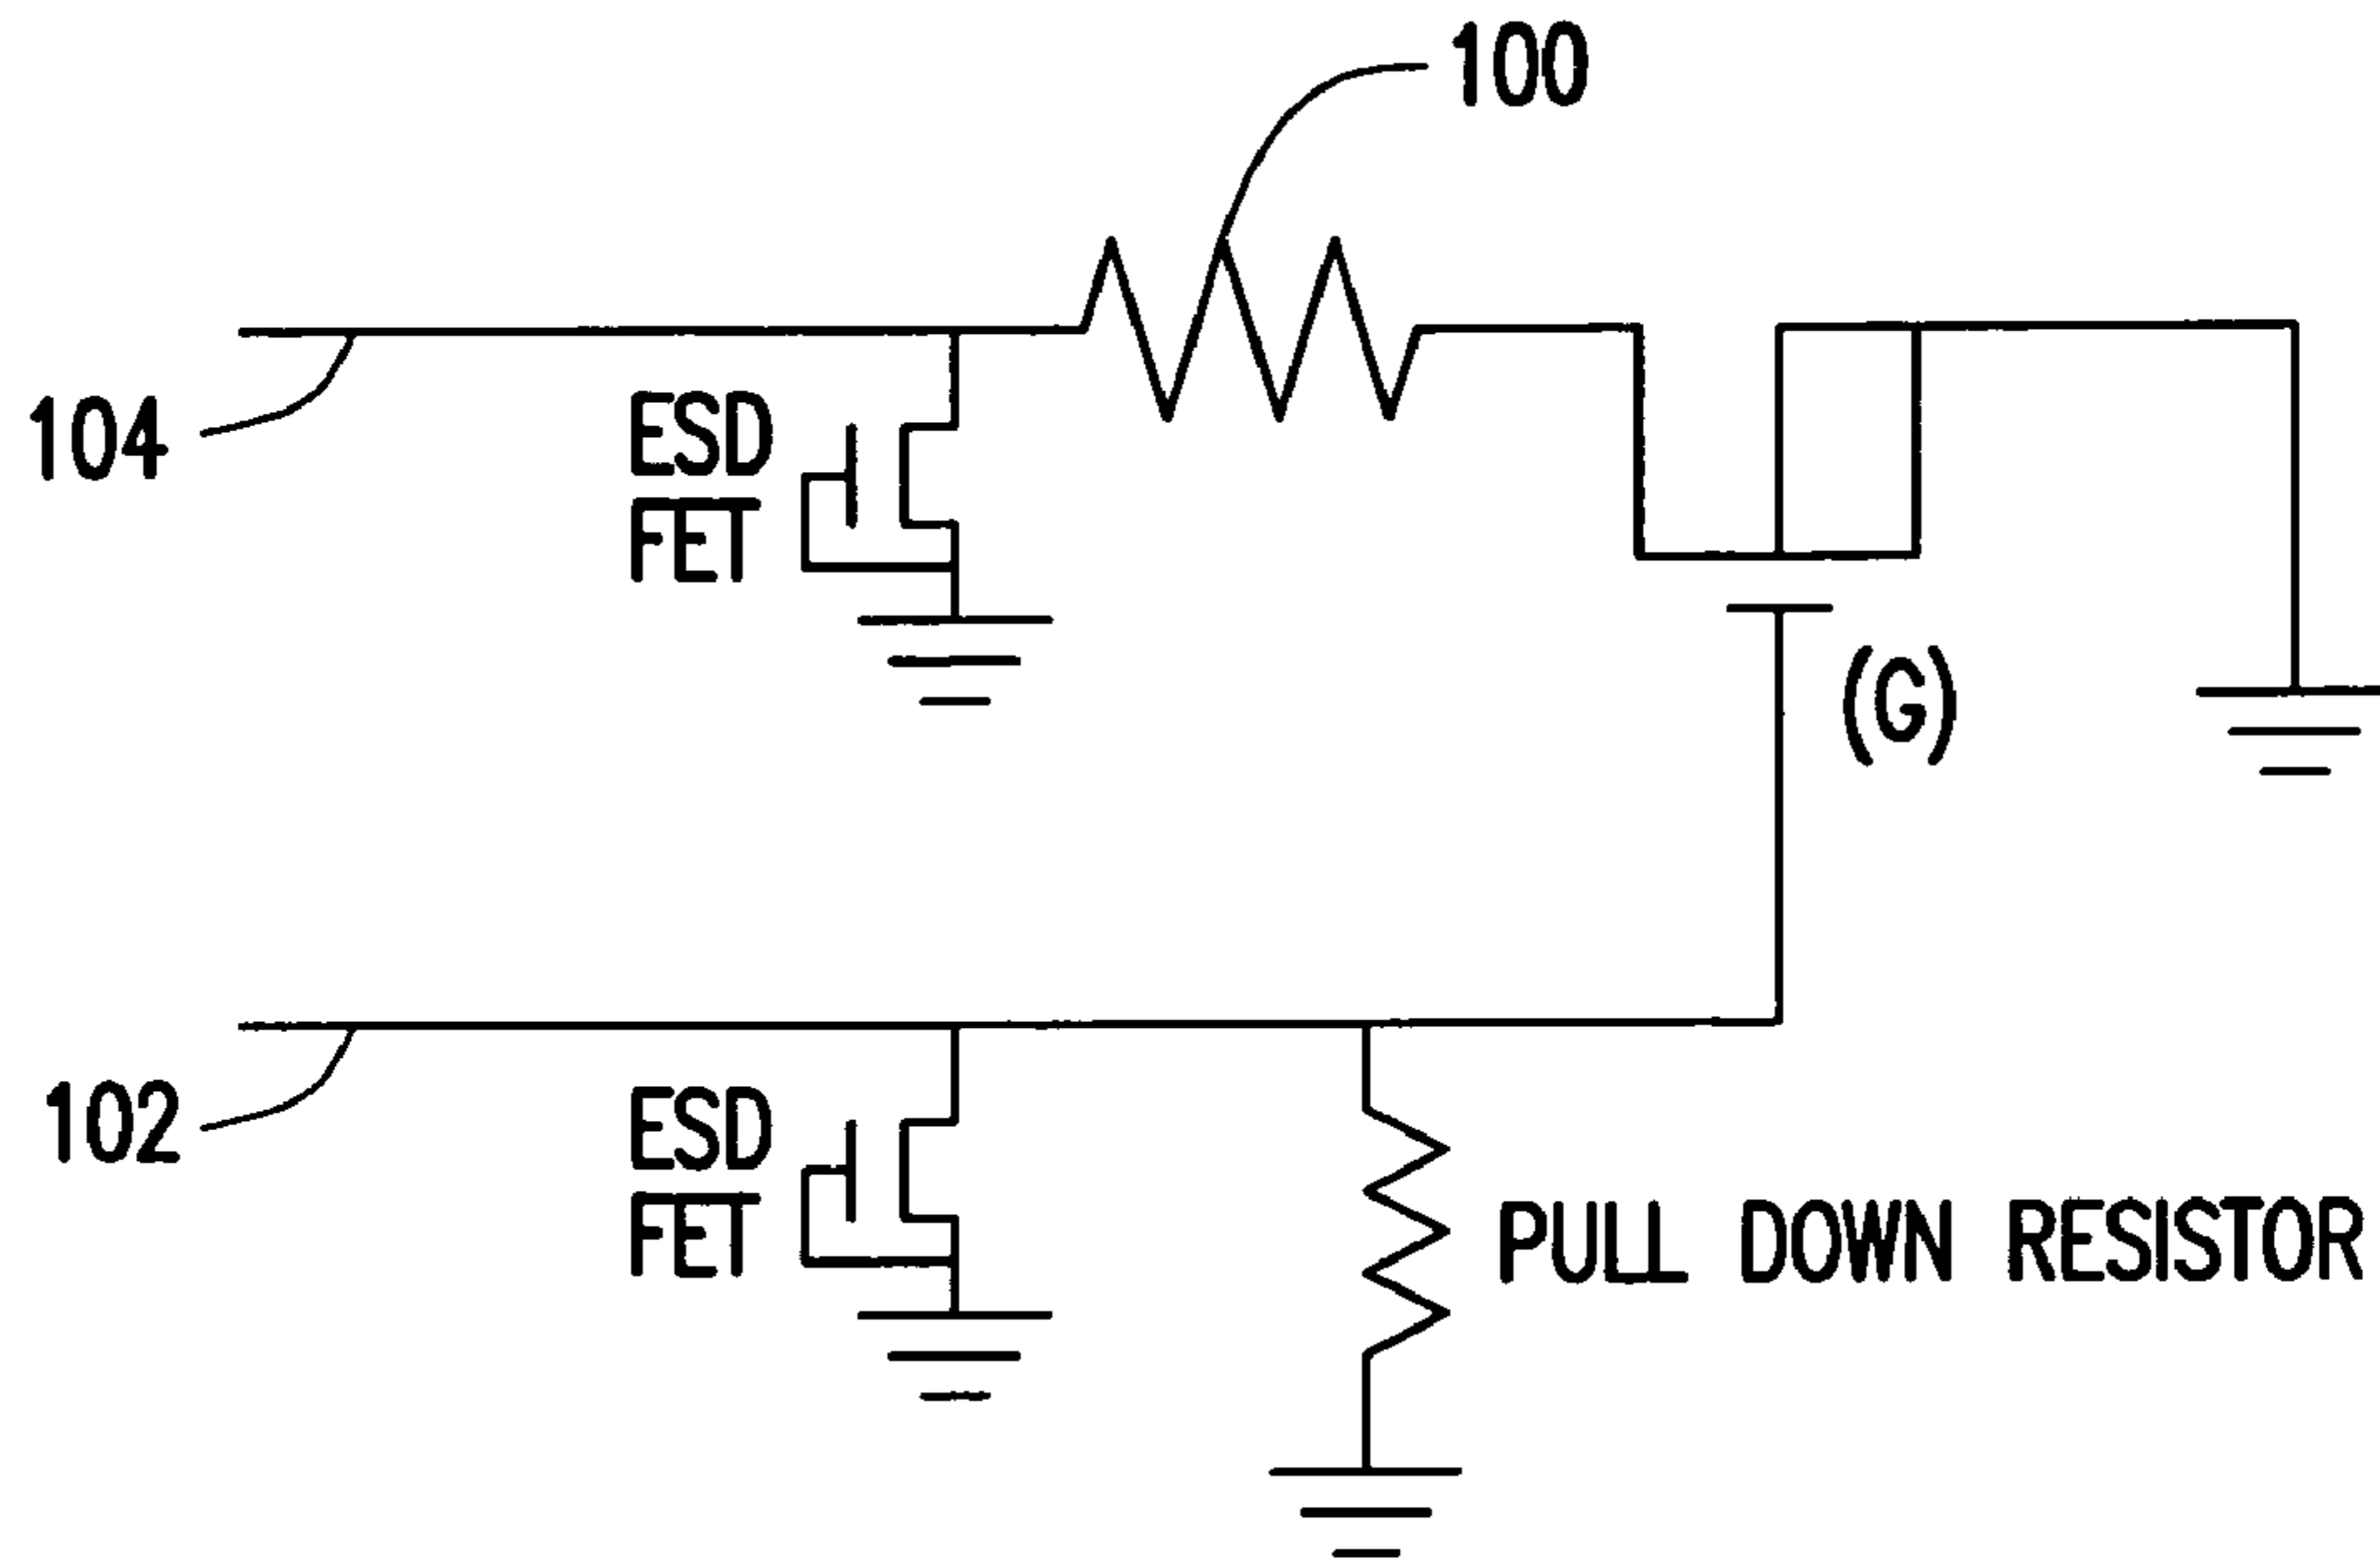 100
104
ESD
FET
(G)
102
ESD
FET
PULL DOWN RESISTOR